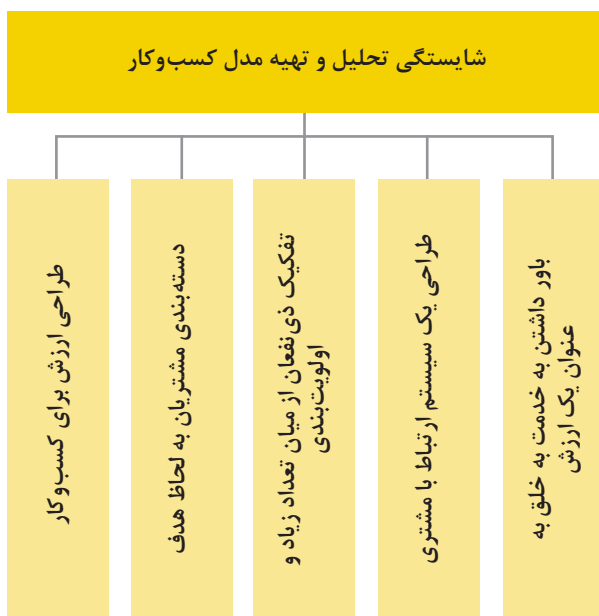 شایستگی تحلیل و تهیه مدل کسب‌وکار
باور داشتن به خدمت به خلق به
عنوان یک ارزش
طراحی یک سیستم ارتباط با مشتری
تفکیک ذی‌نفعان از میان تعداد زیاد و
اولویت‌بندی
دسته‌بندی مشتریان به لحاظ هدف
طراحی ارزش برای کسب‌وکار